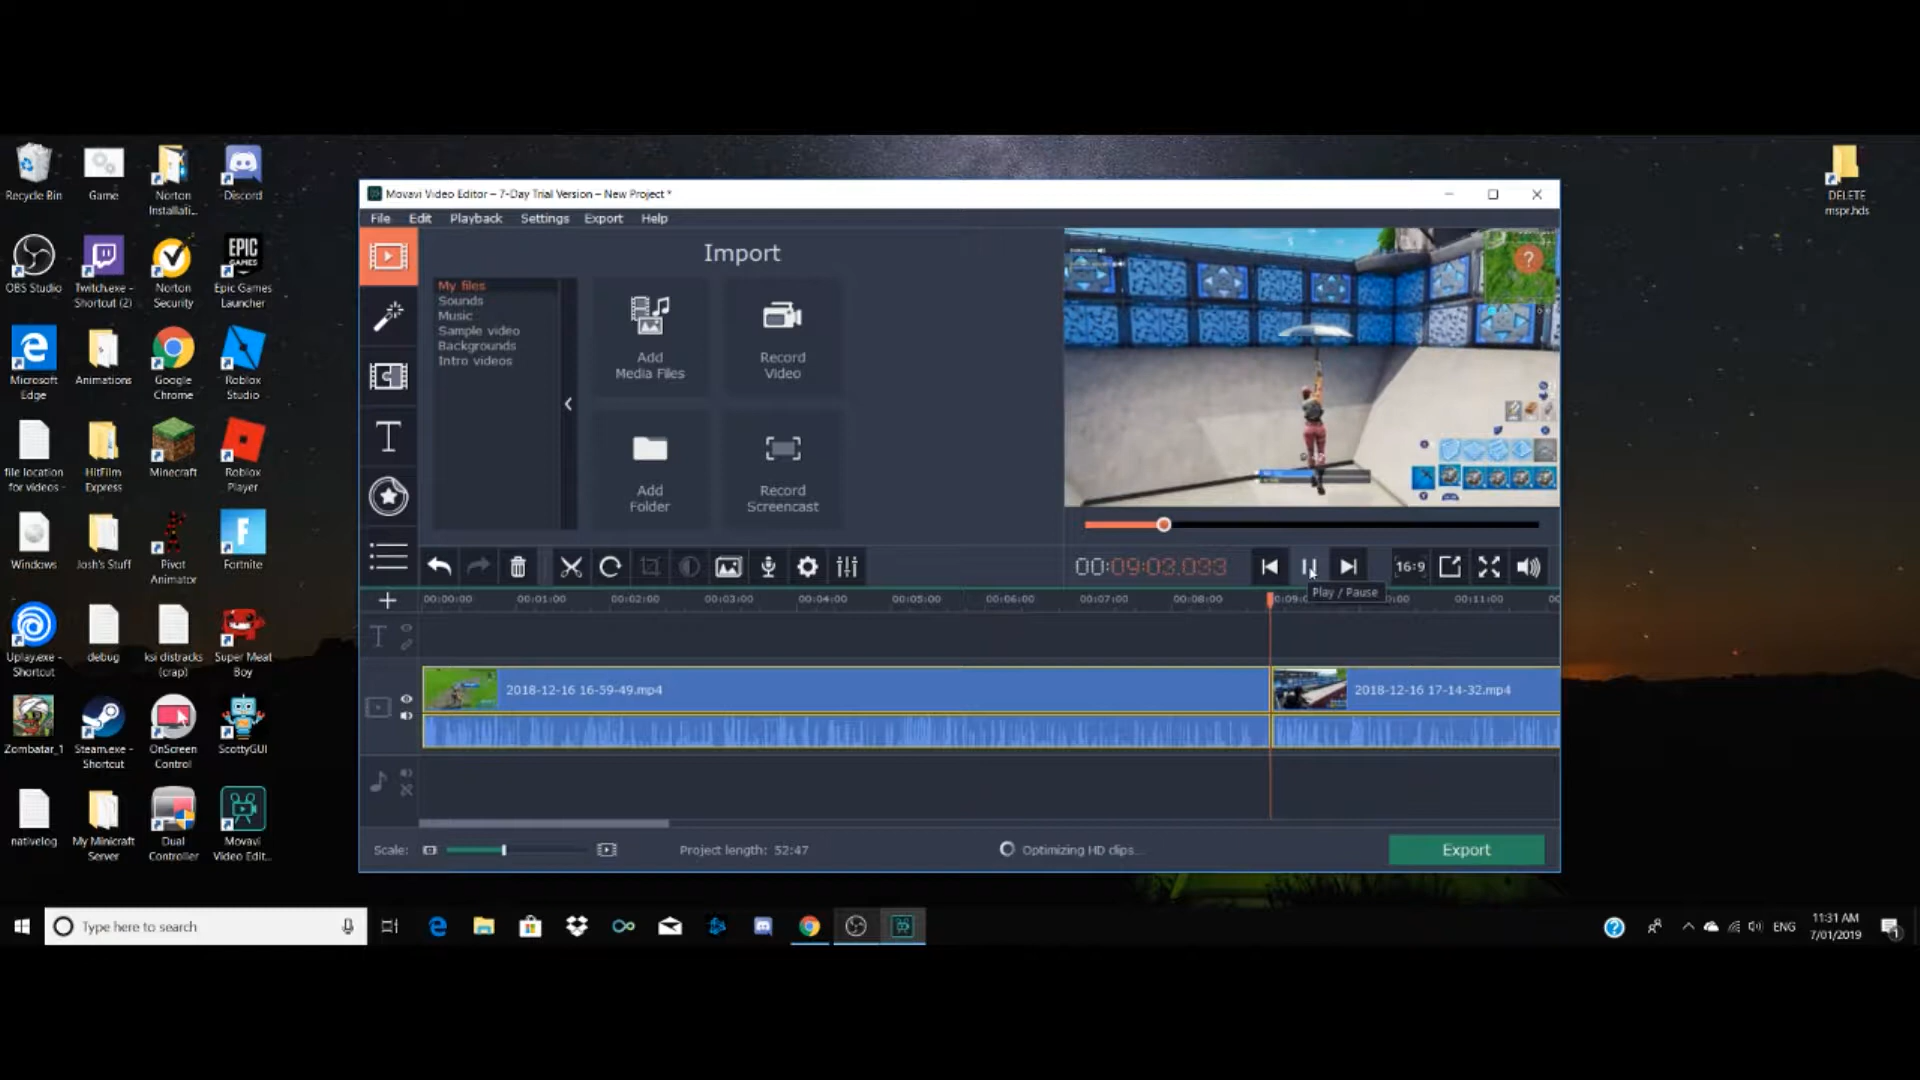 Recycle Bin
Game
Norton
Installati...
Discord
DELETE
mspr.hds
OBS Studio
Twitch.exe -
Shortcut (2)
Norton
Security
EPIC
GAMES
Epic Games
Launcher
Microsoft
Edge
Animations
Google
Chrome
Roblox
Studio
file location
for videos -
HitFilm
Express
Minecraft
Roblox
Player
Windows
Josh's Stuff
Pivot
Animator
Fortnite
Uplay.exe -
Shortcut
debug
ksi distracks
(crap)
Super Meat
Boy
Zombatar_1
Steam.exe -
Shortcut
OnScreen
Control
ScottyGUI
nativelog
My Minicraft
Server
Dual
Controller
Movavi
Video Edit...
Movavi Video Editor – 7-Day Trial Version – New Project *
File
Edit
Playback
Settings
Export
Help
Import
My files
Sounds
Music
Sample video
Backgrounds
Intro videos
Add
Media Files
Record
Video
Add
Folder
Record
Screencast
?
00:09:03.033
16:9
Play / Pause
00:00:00
00:01:00
00:02:00
00:03:00
00:04:00
00:05:00
00:06:00
00:07:00
00:08:00
00:11:00
2018-12-16 16-59-49.mp4
2018-12-16 17-14-32.mp4
Scale:
Project length: 52:47
Optimizing HD clips...
Export
Type here to search
ENG
11:31 AM
7/01/2019
1